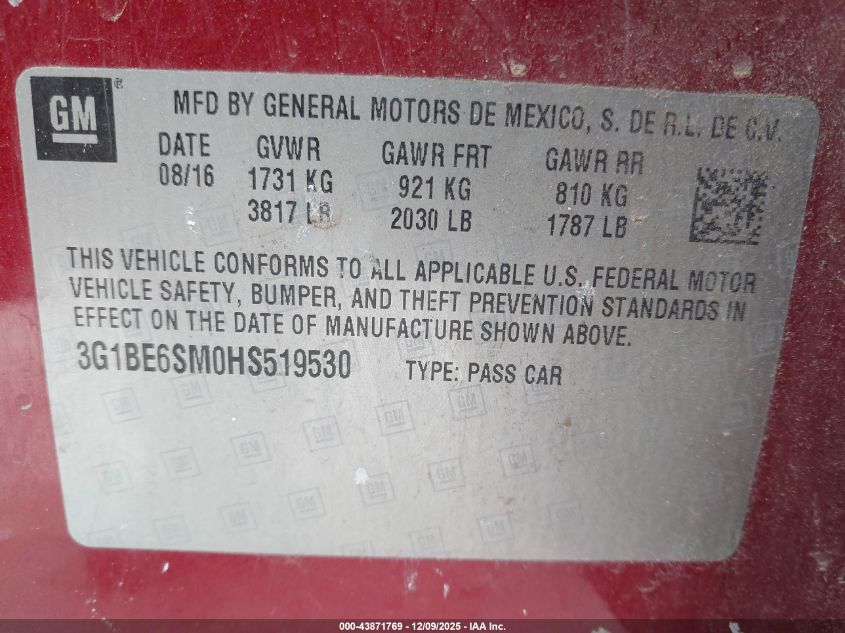 GM®
MFD BY GENERAL MOTORS DE MEXICO, S. DE R.L. DE C.V.
DATE GVWR GAWR FRT GAWR RR
08/16 1731 KG 921 KG 810 KG
3817 LB 2030 LB 1787 LB
THIS VEHICLE CONFORMS TO ALL APPLICABLE U.S. FEDERAL MOTOR
VEHICLE SAFETY, BUMPER, AND THEFT PREVENTION STANDARDS IN
EFFECT ON THE DATE OF MANUFACTURE SHOWN ABOVE.
3G1BE6SM0HS519530 TYPE: PASS CAR
000-43871769 - 12/09/2025 - IAA Inc.